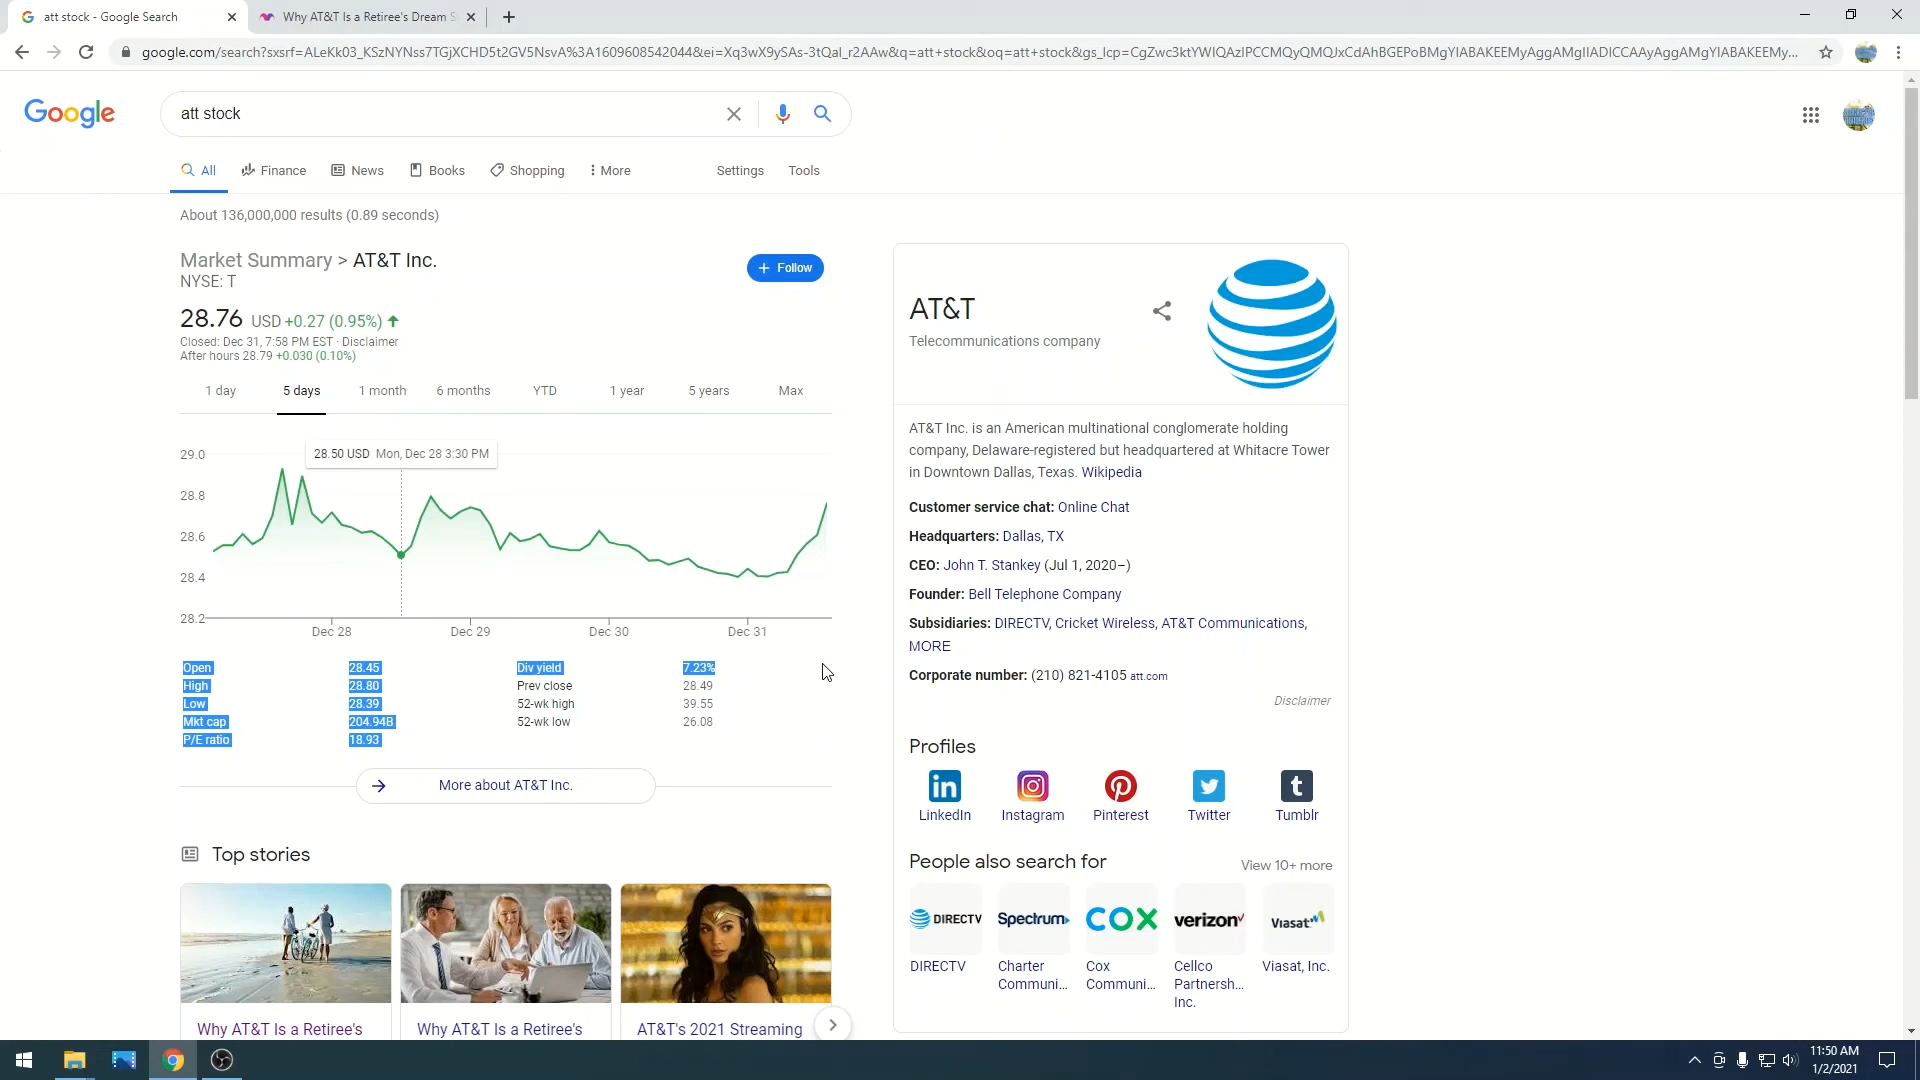 att stock - Google Search
Why AT&T Is a Retiree's Dream S
google.com/search?sxsrf=ALeKk03_KSzNYNss7TGjXCHD5t2GV5NsvA%3A1609608542044&ei=Xq3wX9ySAs-3tQal_r2AAw&q=att+stock&oq=att+stock&gs_lcp=CgZwc3ktYWIQAzIPCCMQyQMQJxCdAhBGEPoBMgYIABAKEEMyAggAMgIIADICCAAyAggAMgYIABAKEEMy...
Google
att stock
All
Finance
News
Books
Shopping
More
Settings
Tools
About 136,000,000 results (0.89 seconds)
Market Summary > AT&T Inc.
NYSE: T
Follow
28.76 USD +0.27 (0.95%)
Closed: Dec 31, 7:58 PM EST · Disclaimer
After hours 28.79 +0.030 (0.10%)
1 day
5 days
1 month
6 months
YTD
1 year
5 years
Max
28.50 USD Mon, Dec 28 3:30 PM
29.0
28.8
28.6
28.4
28.2
Dec 28
Dec 29
Dec 30
Dec 31
Open 28.45
High 28.80
Low 28.39
Mkt cap 204.94B
P/E ratio 18.93
Div yield 7.23%
Prev close 28.49
52-wk high 39.55
52-wk low 26.08
More about AT&T Inc.
Top stories
Why AT&T Is a Retiree's
Why AT&T Is a Retiree's
AT&T's 2021 Streaming
AT&T
Telecommunications company
AT&T Inc. is an American multinational conglomerate holding
company, Delaware-registered but headquartered at Whitacre Tower
in Downtown Dallas, Texas. Wikipedia
Customer service chat: Online Chat
Headquarters: Dallas, TX
CEO: John T. Stankey (Jul 1, 2020–)
Founder: Bell Telephone Company
Subsidiaries: DIRECTV, Cricket Wireless, AT&T Communications,
MORE
Corporate number: (210) 821-4105 att.com
Disclaimer
Profiles
LinkedIn
Instagram
Pinterest
Twitter
Tumblr
People also search for
View 10+ more
DIRECTV
Spectrum
COX
verizon
Viasat
DIRECTV
Charter
Communi...
Cox
Communi...
Cellco
Partnersh...
Inc.
Viasat, Inc.
11:50 AM
1/2/2021